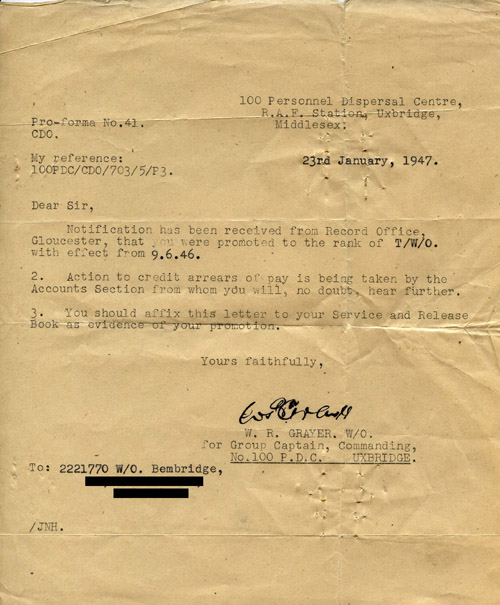 100 Personnel Dispersal Centre,
R.A.F. Station, Uxbridge,
Middlesex.
Pro-forma No.41.
CDO.
My reference:
100PDC/CDO/703/5/P3.
23rd January, 1947.
Dear Sir,
Notification has been received from Record Office,
Gloucester, that you were promoted to the rank of T/W/O.
with effect from 9.6.46.
2. Action to credit arrears of pay is being taken by the
Accounts Section from whom you will, no doubt, hear further.
3. You should affix this letter to your Service and Release
Book as evidence of your promotion.
Yours faithfully,
W. R. GRAYER. W/O.
for Group Captain, Commanding,
No.100 P.D.C. UXBRIDGE.
To: 2221770 W/O. Bembridge,
/JNH.